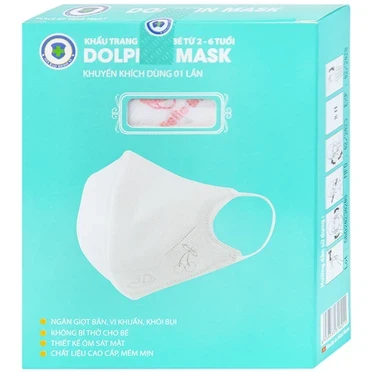 KHẨU TRANG BÉ TỪ 2 - 6 TUỔI
DOLPHIN MASK
KHUYẾN KHÍCH DÙNG 01 LẦN
NGĂN GIỌT BẮN, VI KHUẨN, KHÓI BỤI
KHÔNG BÍ THỞ CHO BÉ
THIẾT KẾ ÔM SÁT MẶT
CHẤT LIỆU CAO CẤP, MỀM MỊN